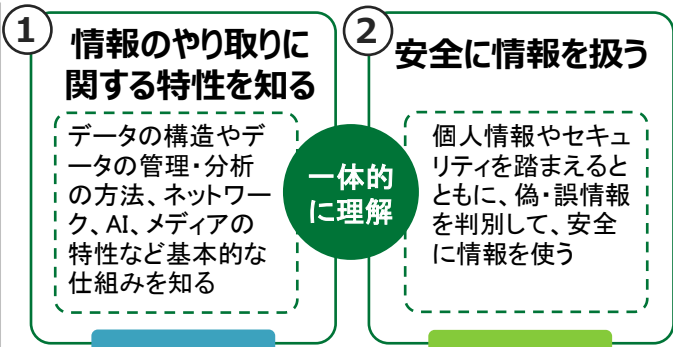 ①
情報のやり取りに
関する特性を知る
データの構造やデ
ータの管理・分析
の方法、ネットワー
ク、AI、メディアの
特性など基本的な
仕組みを知る
一体的
に理解
②
安全に情報を扱う
個人情報やセキュ
リティを踏まえると
ともに、偽・誤情報
を判別して、安全
に情報を使う